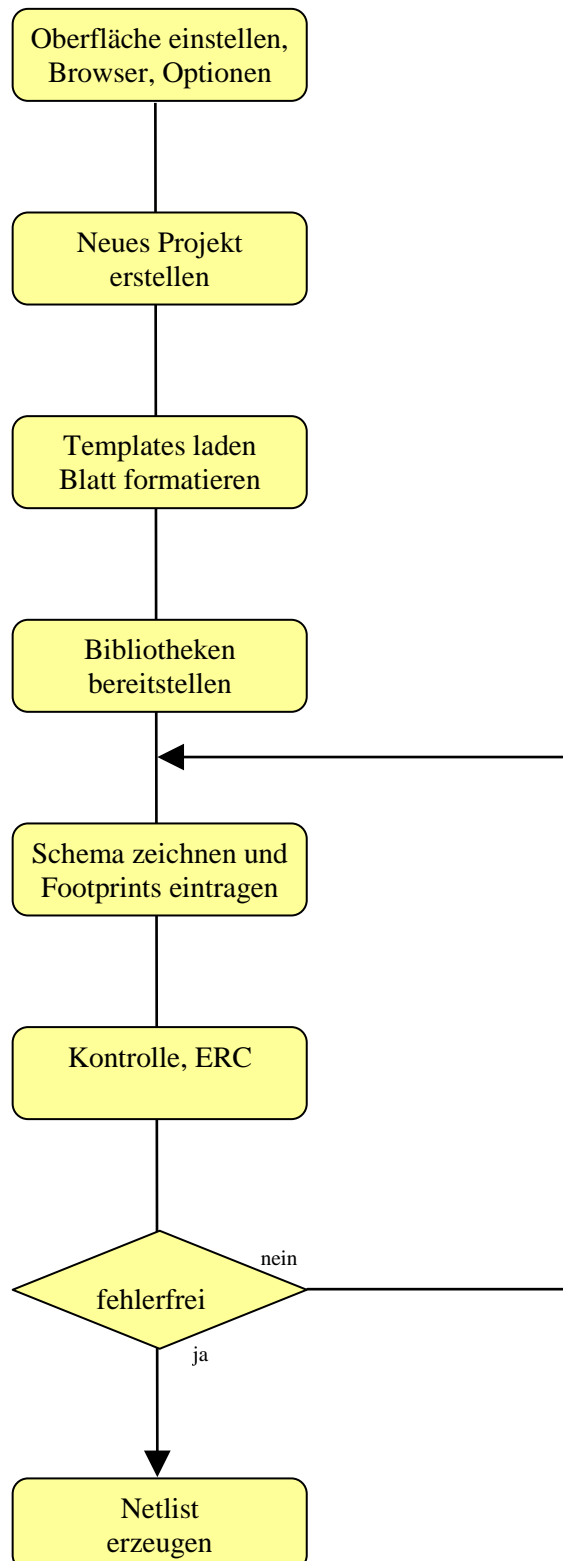 Oberfläche einstellen,
Browser, Optionen
Neues Projekt
erstellen
Templates laden
Blatt formatieren
Bibliotheken
bereitstellen
Schema zeichnen und
Footprints eintragen
Kontrolle, ERC
nein
fehlerfrei
ja
Netlist
erzeugen